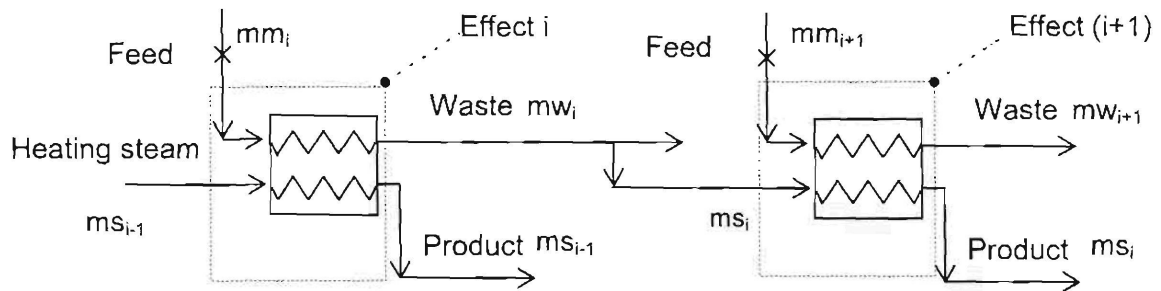 mmᵢ
Effect i
Feed
Waste mwᵢ
Heating steam
msᵢ₋₁
Product msᵢ₋₁
mmᵢ₊₁
Effect (i+1)
Feed
Waste mwᵢ₊₁
msᵢ
Product msᵢ